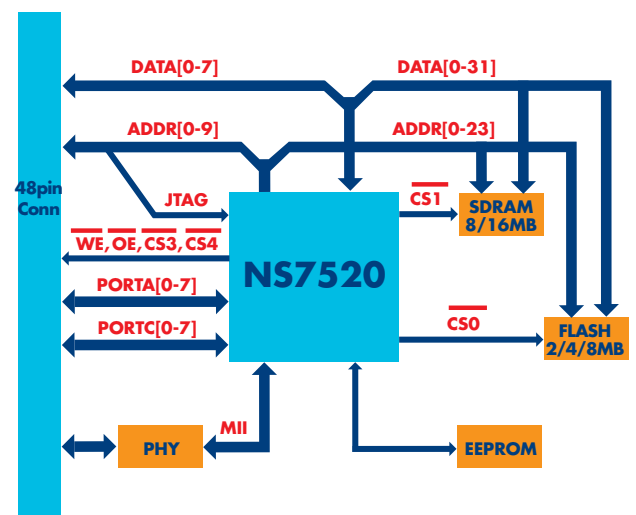 DATA[0-7]
DATA[0-31]
ADDR[0-9]
ADDR[0-23]
48pin
Conn
JTAG
CS1
SDRAM
8/16MB
WE, OE, CS3, CS4
NS7520
PORTA[0-7]
PORTC[0-7]
CS0
FLASH
2/4/8MB
MII
PHY
EEPROM